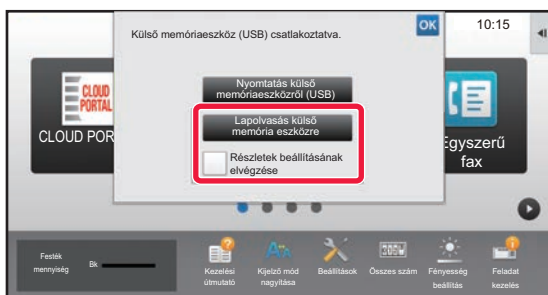 Külső memóriaeszköz (USB) csatlakoztatva.
OK
10:15
Nyomtatás külső
memóriaeszközről (USB)
Lapolvasás külső
memória eszközre
Részletek beállításának
elvégzése
CLOUD
PORTAL
CLOUD POR
Egyszerű
fax
Festék
mennyiség
Bk
Kezelési
útmutató
Kijelző mód
nagyítása
Beállítások
Összes szám
Fényesség
beállítás
Feladat
kezelés